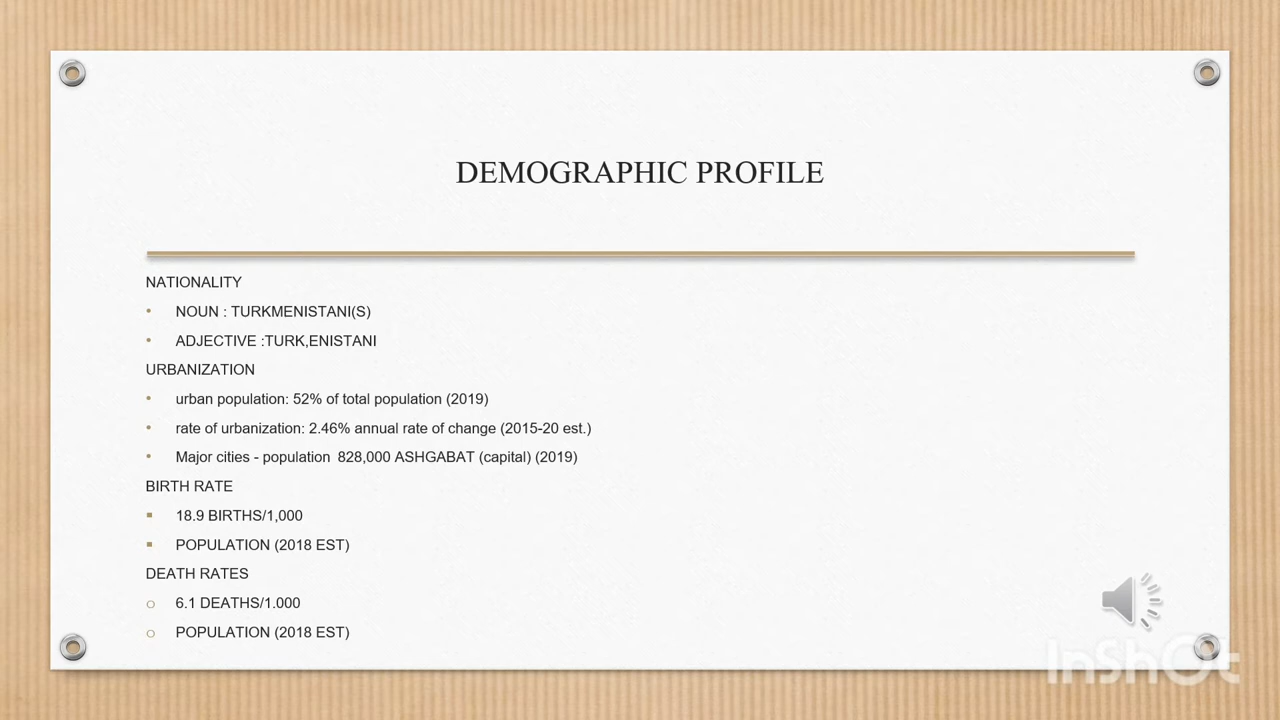 DEMOGRAPHIC PROFILE
NATIONALITY
• NOUN : TURKMENISTANI(S)
• ADJECTIVE :TURK,ENISTANI
URBANIZATION
• urban population: 52% of total population (2019)
• rate of urbanization: 2.46% annual rate of change (2015-20 est.)
• Major cities - population 828,000 ASHGABAT (capital) (2019)
BIRTH RATE
▪ 18.9 BIRTHS/1,000
▪ POPULATION (2018 EST)
DEATH RATES
o 6.1 DEATHS/1.000
o POPULATION (2018 EST)
InShOt